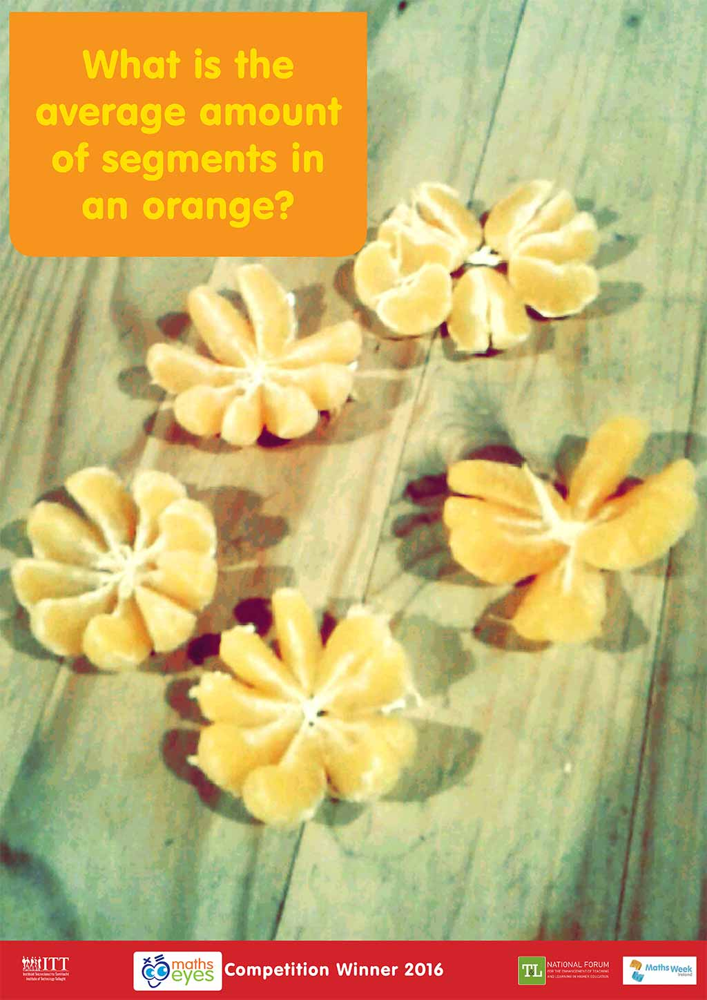 What is the
average amount
of segments in
an orange?
ITT
Institiúid Teicneolaíochta Tamhlacht
Institute of Technology Tallaght
maths
eyes
Competition Winner 2016
T&L
NATIONAL FORUM
FOR THE ENHANCEMENT OF TEACHING
AND LEARNING IN HIGHER EDUCATION
Maths Week
Ireland